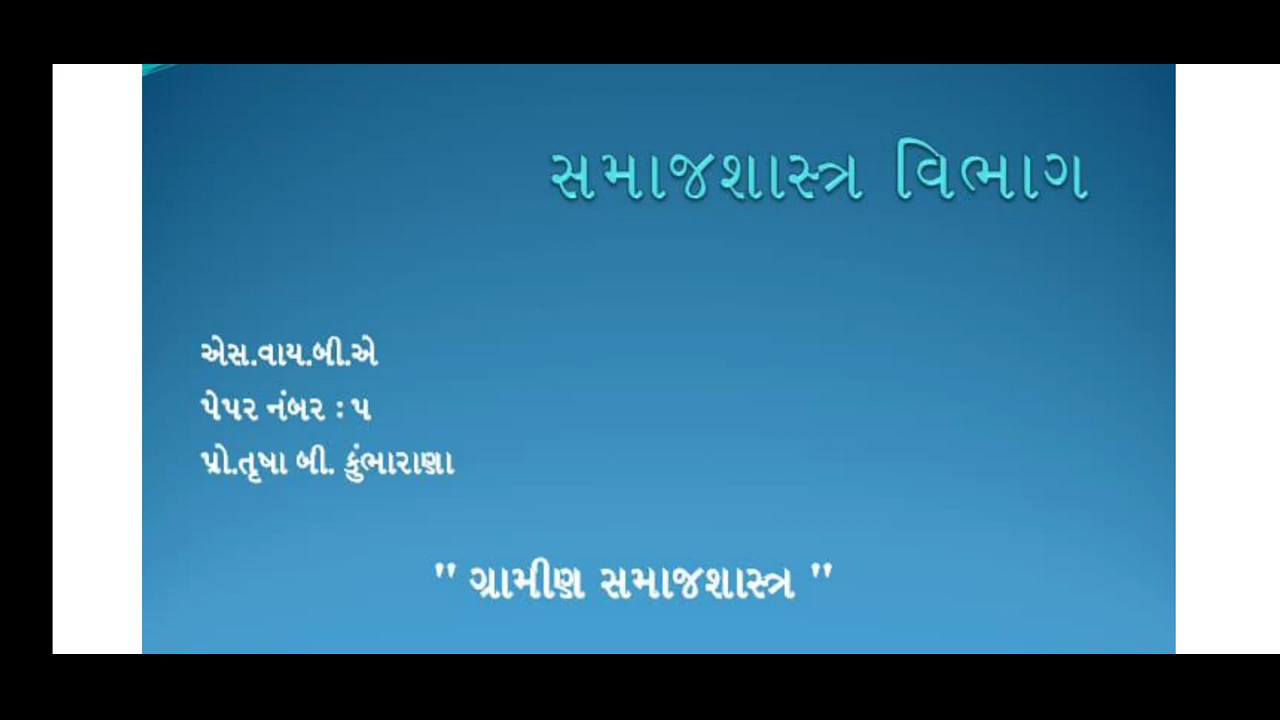 સમાજશાસ્ત્ર વિભાગ
એસ.વાય.બી.એ
પેપર નંબર : ૫
પ્રો.તૃષા બી. કુંભારાણા
" ગ્રામીણ સમાજશાસ્ત્ર "